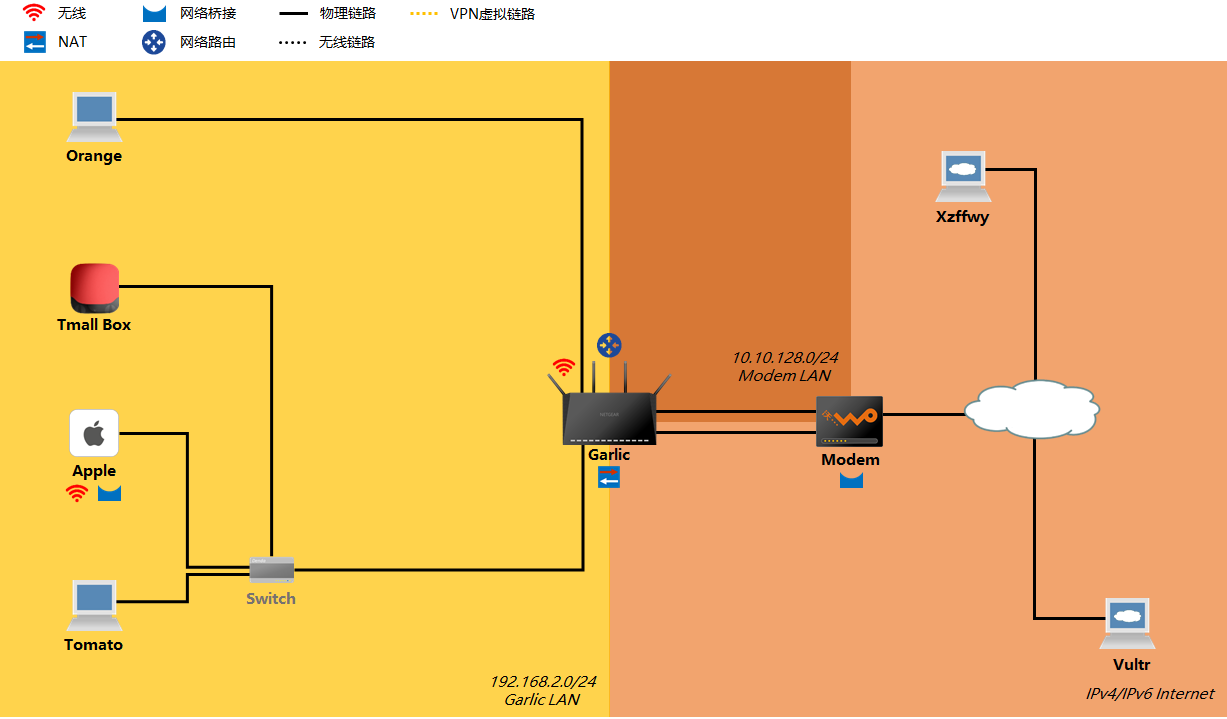 无线
网络桥接
物理链路
VPN虚拟链路
NAT
网络路由
无线链路
Orange
Xzffwy
Tmall Box
10.10.128.0/24
Modem LAN
NETGEAR
沃
Garlic
Modem
Apple
Switch
Tomato
Vultr
192.168.2.0/24
Garlic LAN
IPv4/IPv6 Internet